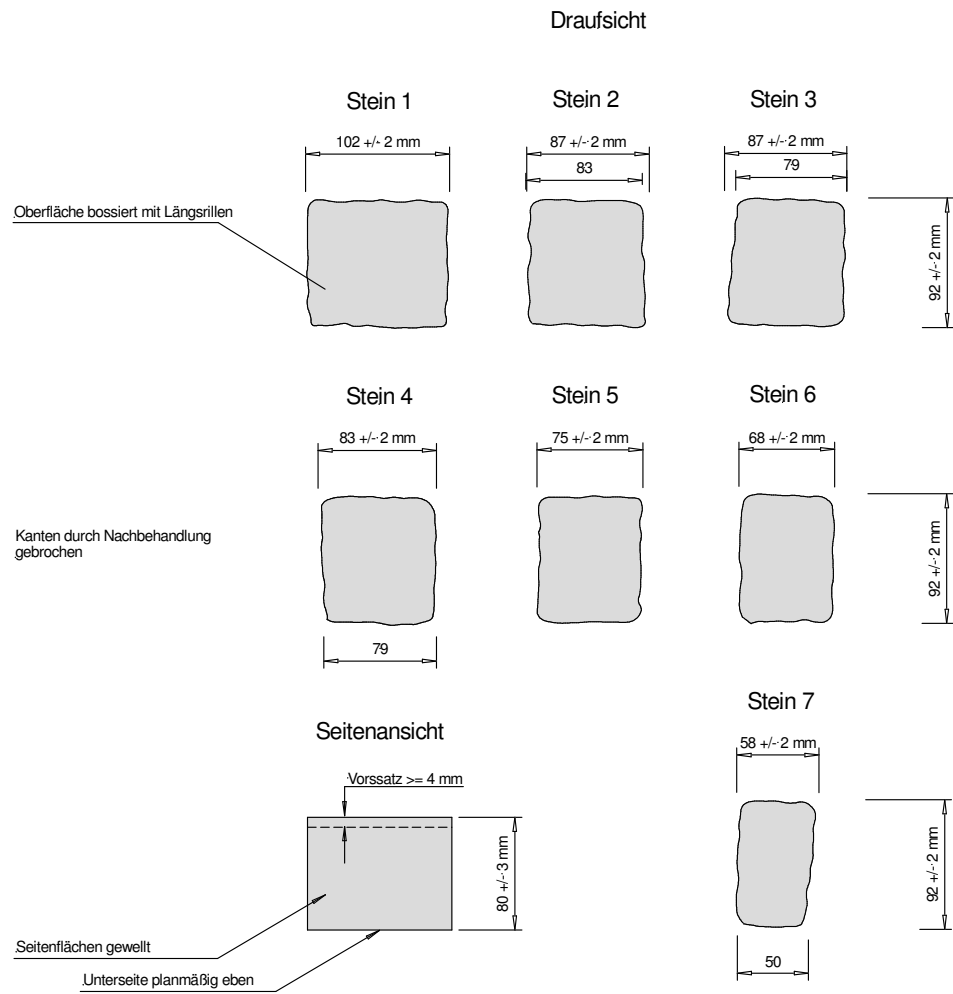 Draufsicht
Stein 1
Stein 2
Stein 3
102 +/- 2 mm
87 +/- 2 mm
87 +/- 2 mm
83
79
Oberfläche bossiert mit Längsrillen
92 +/- 2 mm
Stein 4
Stein 5
Stein 6
83 +/- 2 mm
75 +/- 2 mm
68 +/- 2 mm
Kanten durch Nachbehandlung
gebrochen
92 +/- 2 mm
79
Stein 7
Seitenansicht
58 +/- 2 mm
Vorssatz >= 4 mm
80 +/- 3 mm
92 +/- 2 mm
Seitenflächen gewellt
50
Unterseite planmäßig eben